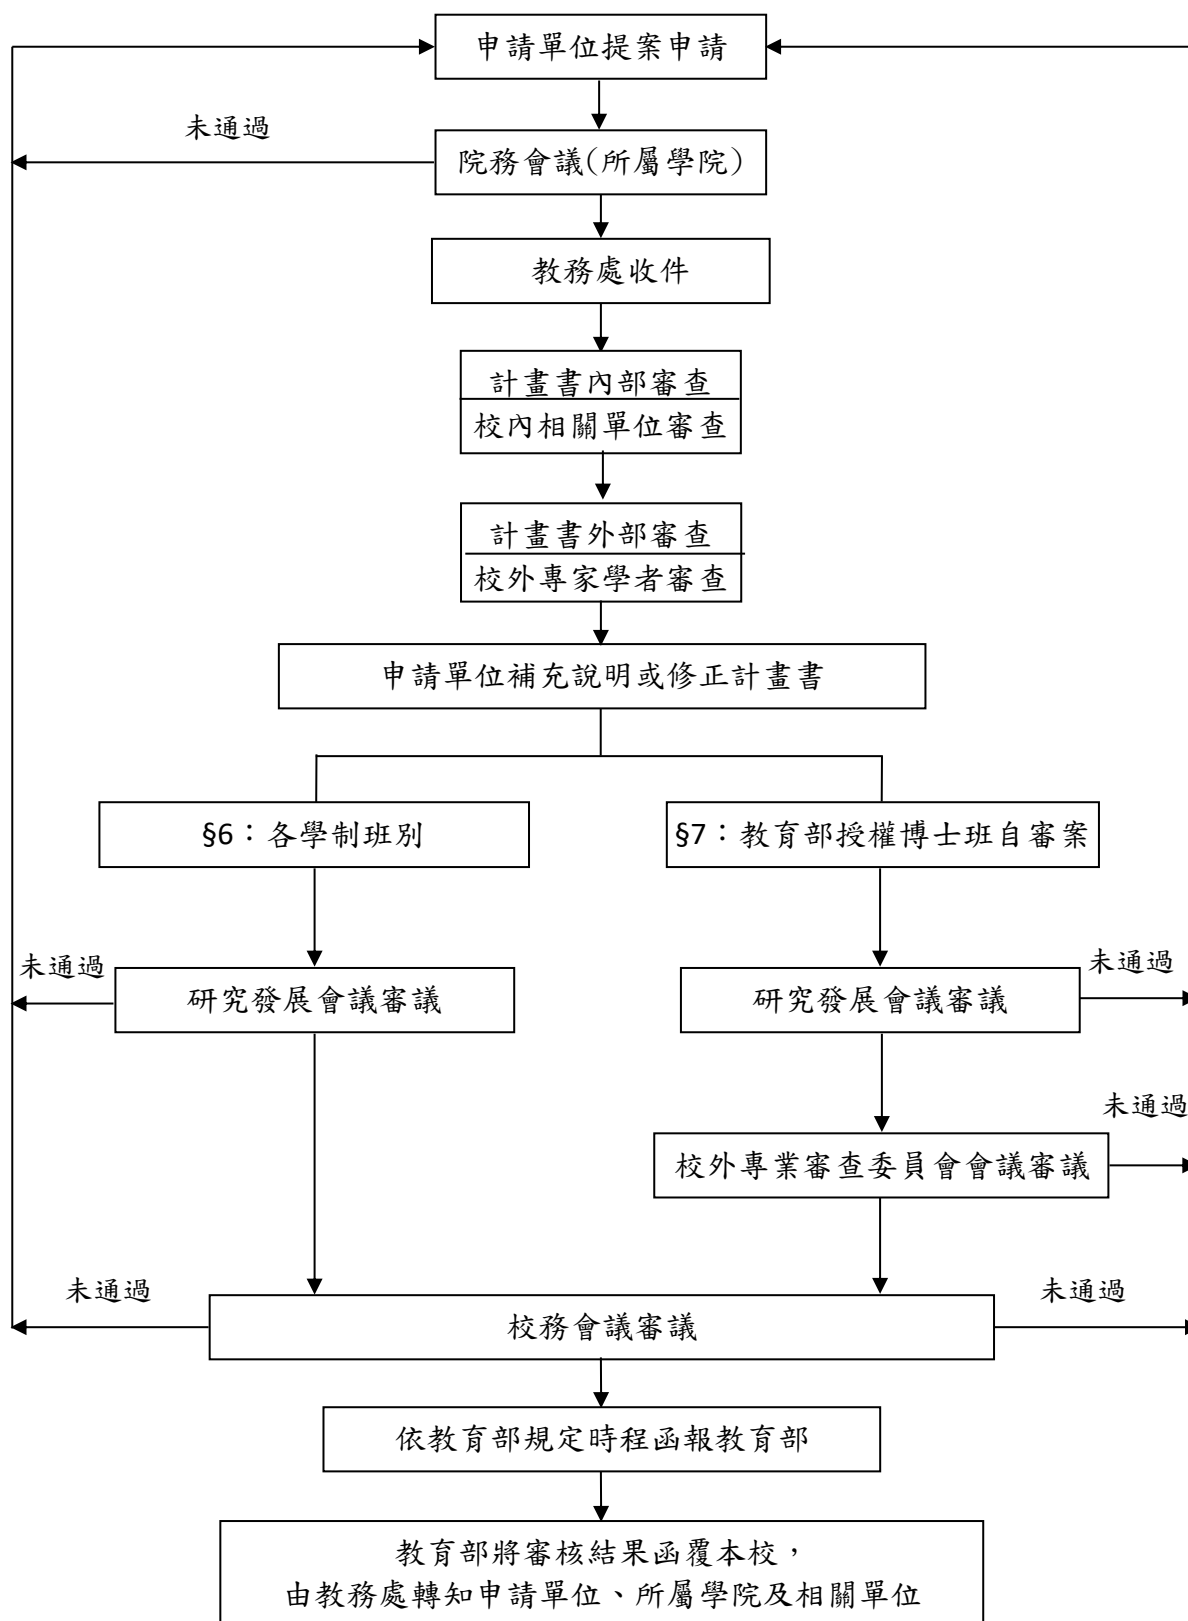 申請單位提案申請
未通過
院務會議(所屬學院)
教務處收件
計畫書內部審查
校內相關單位審查
計畫書外部審查
校外專家學者審查
申請單位補充說明或修正計畫書
§6：各學制班別
§7：教育部授權博士班自審案
未通過
研究發展會議審議
研究發展會議審議
未通過
校外專業審查委員會會議審議
未通過
未通過
校務會議審議
未通過
依教育部規定時程函報教育部
教育部將審核結果函覆本校，
由教務處轉知申請單位、所屬學院及相關單位